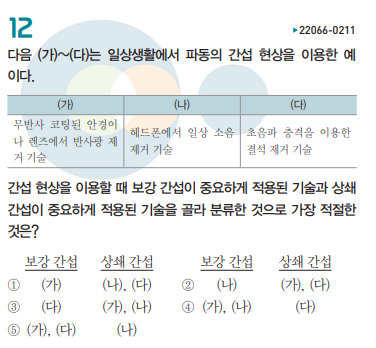 12
▶22066-0211
다음 (가)~(다)는 일상생활에서 파동의 간섭 현상을 이용한 예
이다.
(가) (나) (다)
무반사 코팅된 안경이
나 렌즈에서 반사광 제
거 기술
헤드폰에서 일상 소음
제거 기술
초음파 충격을 이용한
결석 제거 기술
간섭 현상을 이용할 때 보강 간섭이 중요하게 적용된 기술과 상쇄
간섭이 중요하게 적용된 기술을 골라 분류한 것으로 가장 적절한
것은?
보강 간섭 상쇄 간섭 보강 간섭 상쇄 간섭
① (가) (나), (다) ② (나) (가), (다)
③ (다) (가), (나) ④ (가), (나) (다)
⑤ (가), (다) (나)